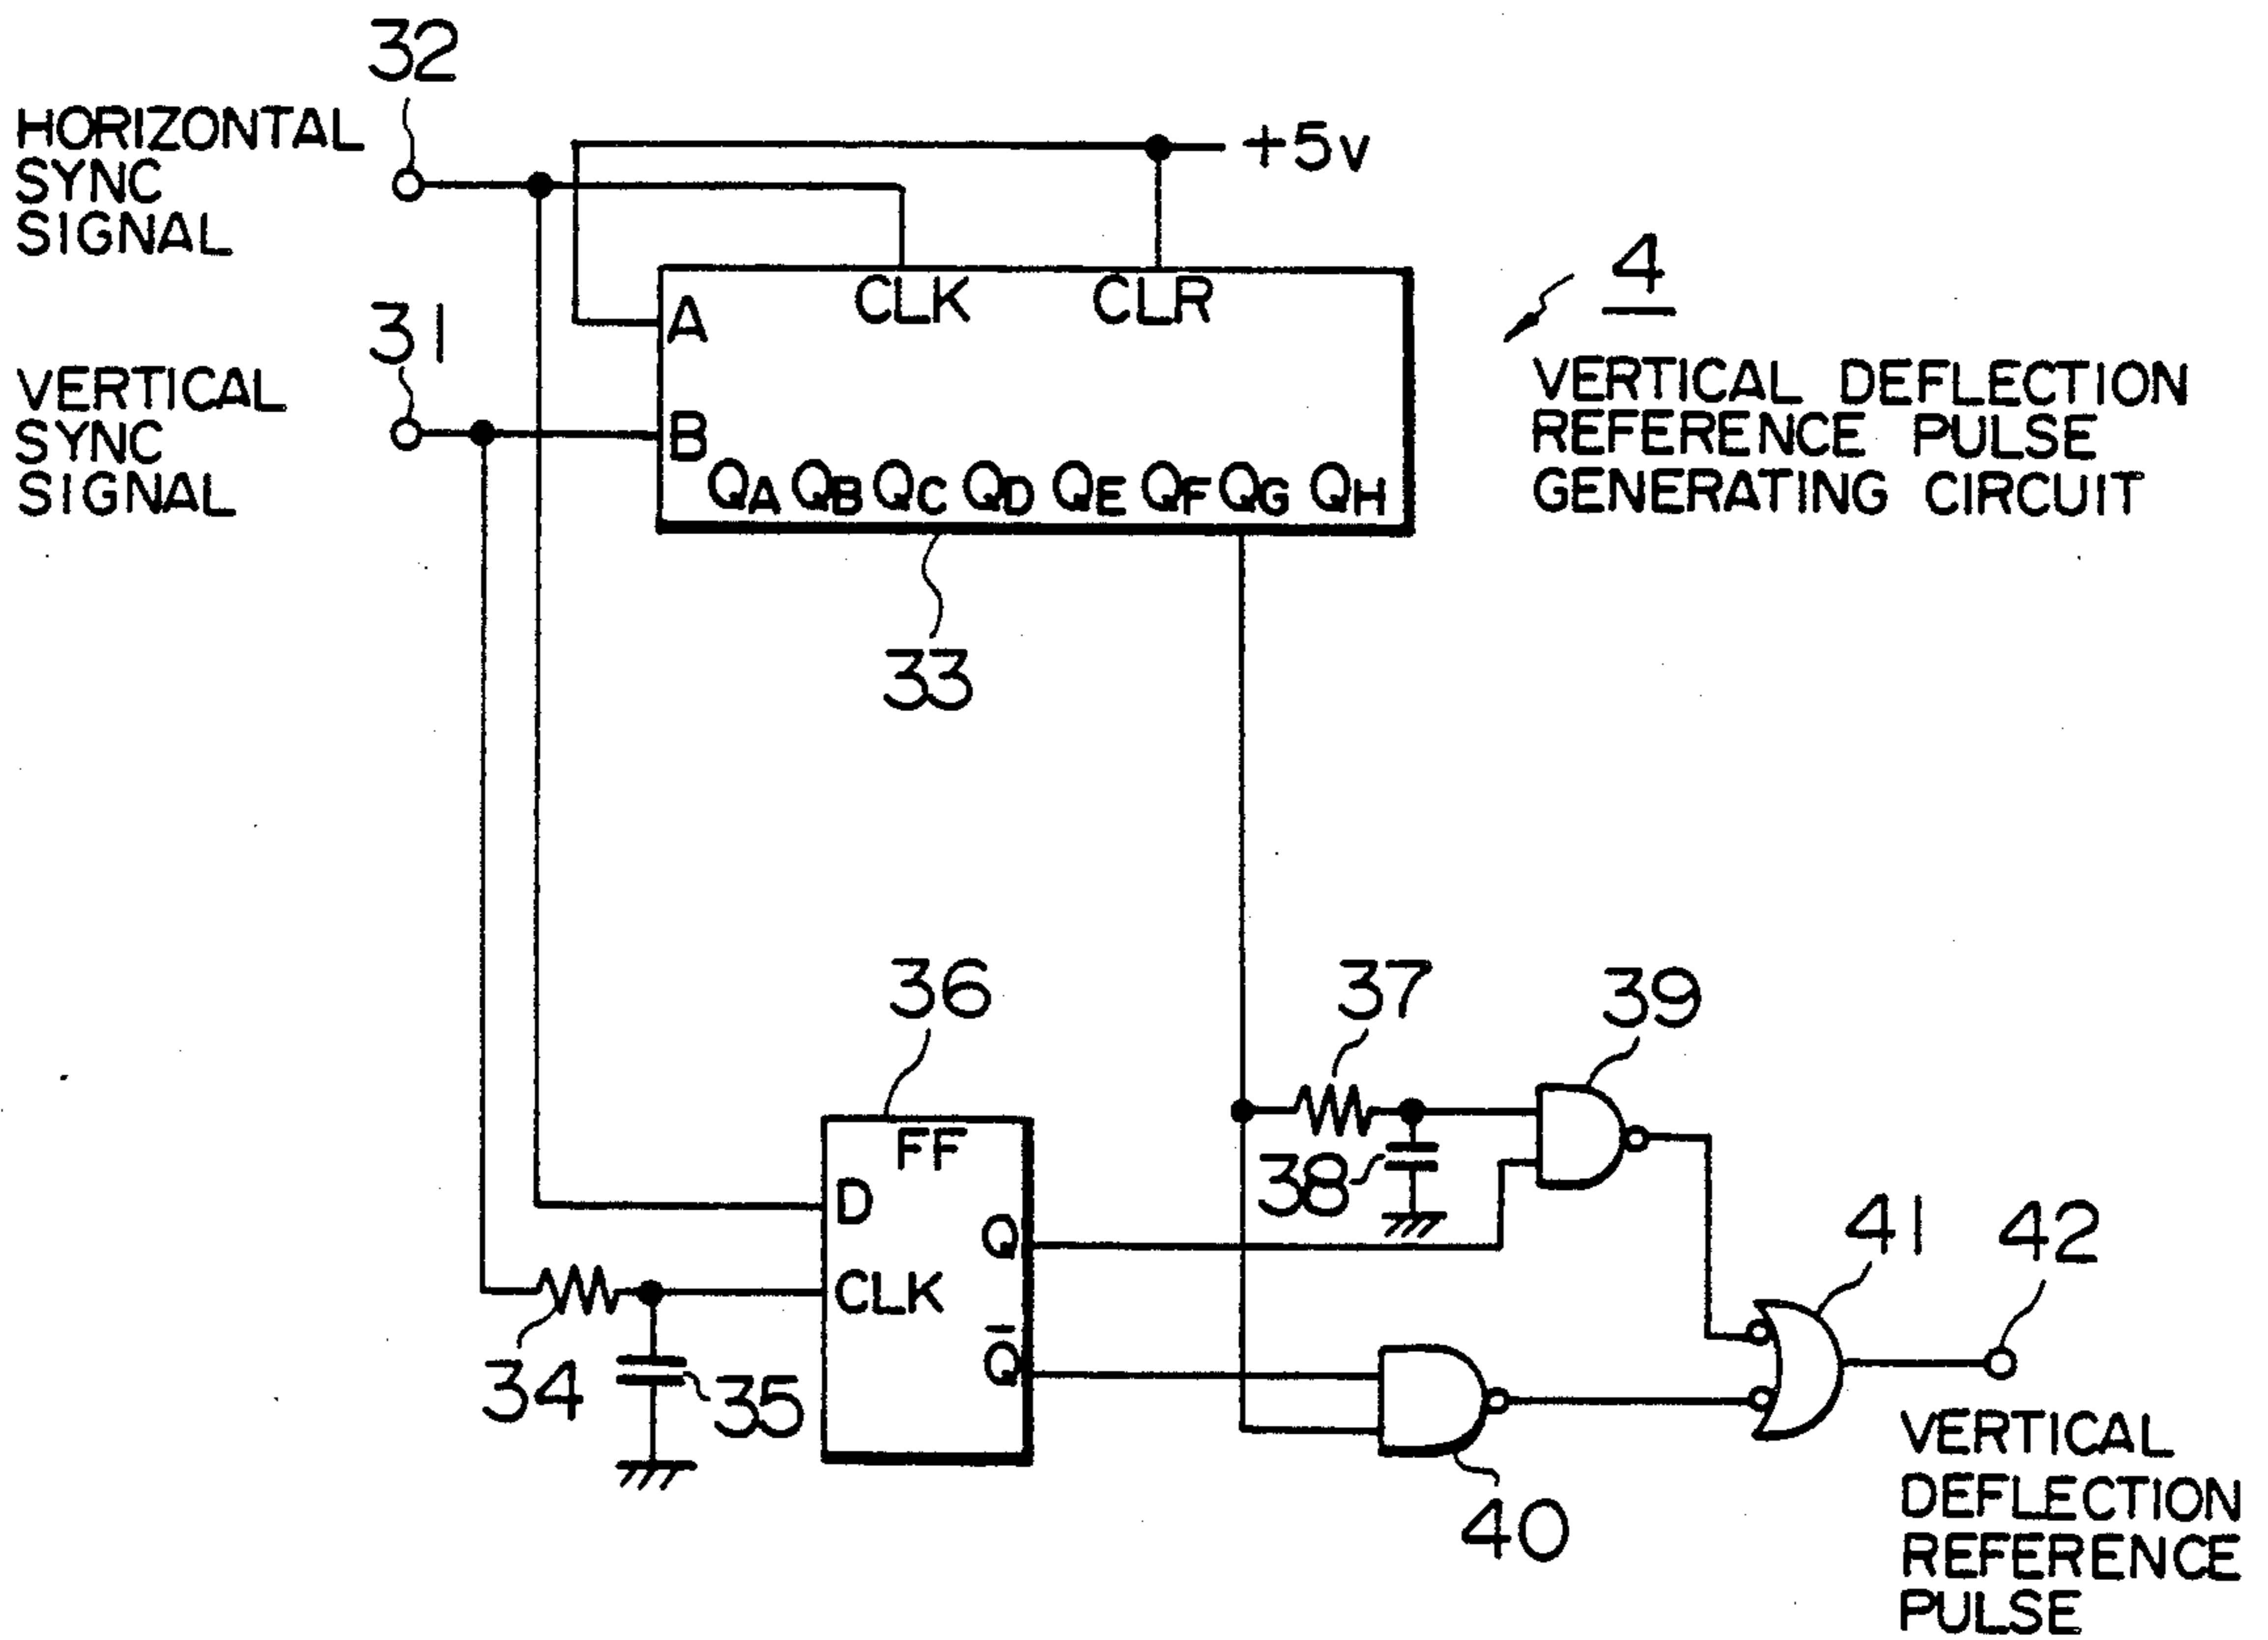 32
HORIZONTAL
SYNC
SIGNAL
+5v
CLK CLR
4
A
31
VERTICAL
SYNC
SIGNAL
VERTICAL DEFLECTION
REFERENCE PULSE
GENERATING CIRCUIT
B
QA QB QC QD QE QF QG QH
33
36
37
39
FF
38
D
Q
41
42
CLK
Q̅
34
35
40
VERTICAL
DEFLECTION
REFERENCE
PULSE